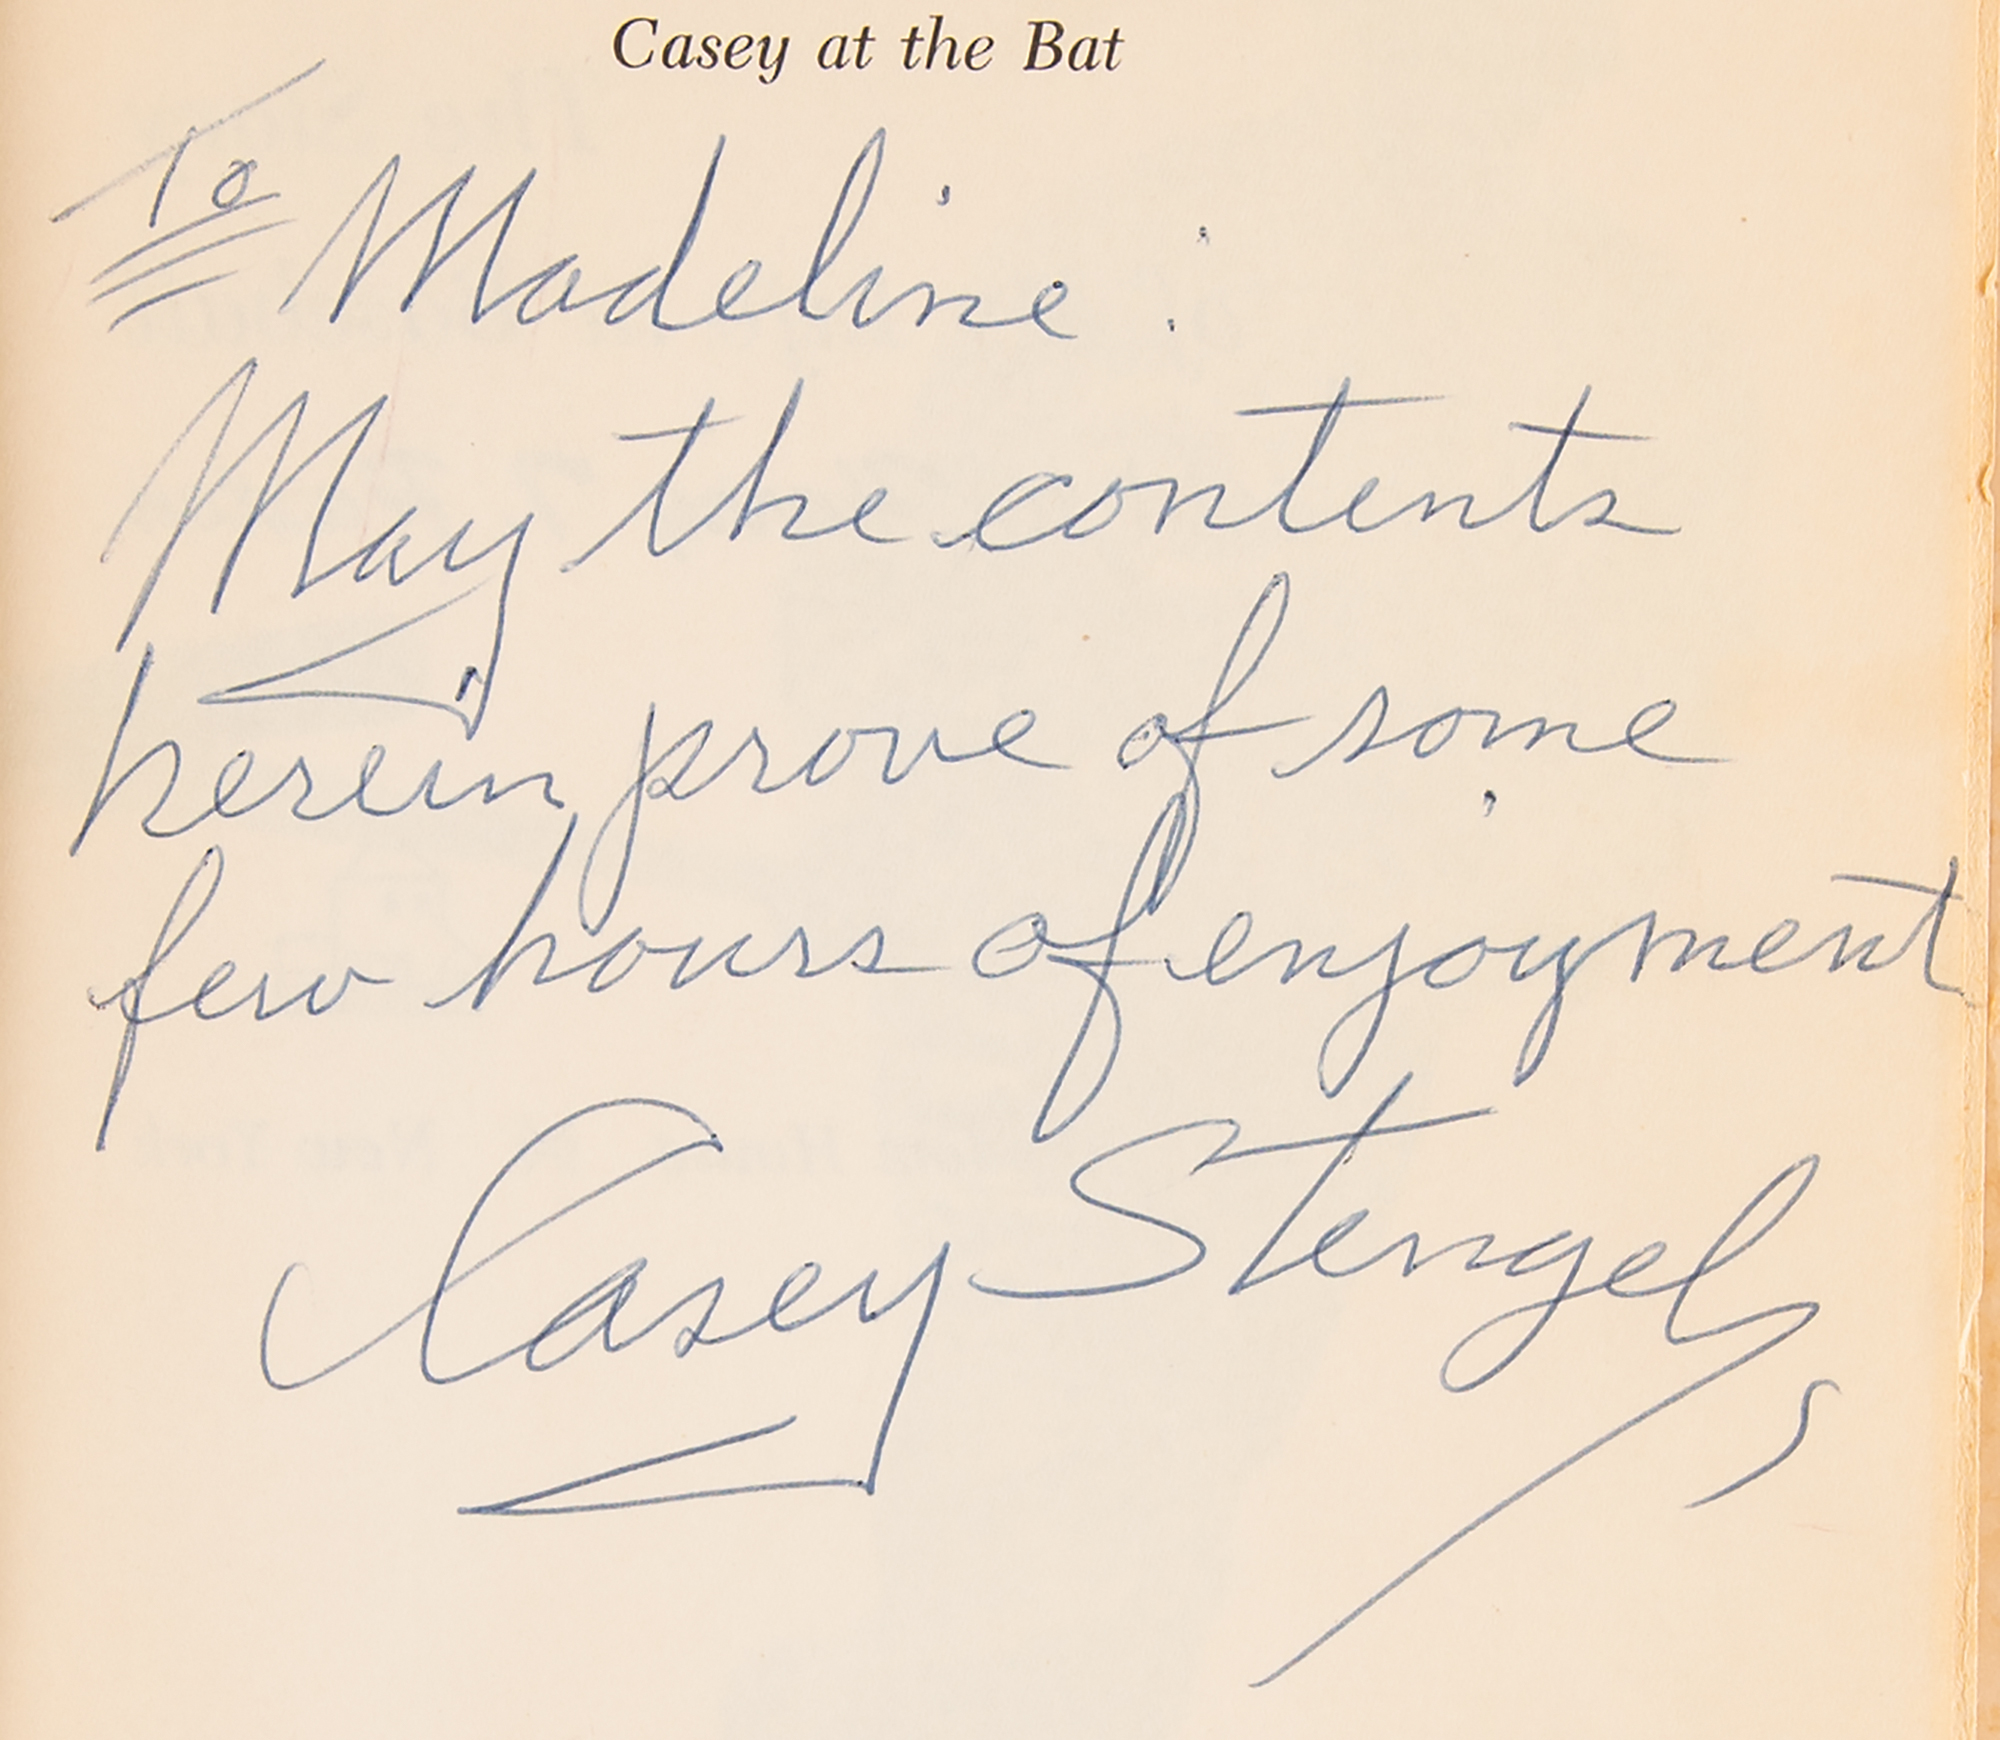 Casey at the Bat
To Madeline:
May the contents
herein prove of some
few hours of enjoyment
Casey Stengel